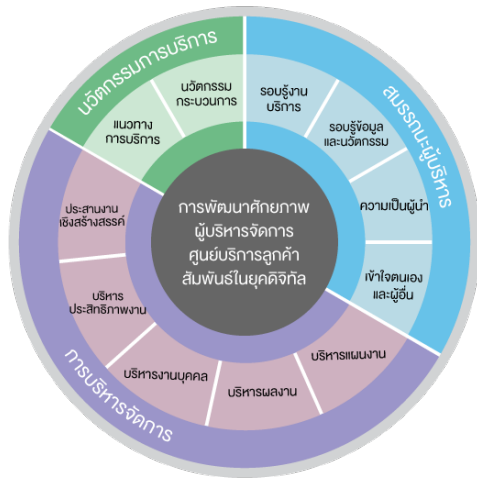 นวัตกรรมการบริการ
สมรรถนะผู้บริหาร
การบริหารจัดการ
นวัตกรรม
กระบวนการ
แนวทาง
การบริการ
รอบรู้งาน
บริการ
รอบรู้ข้อมูล
และนวัตกรรม
ความเป็นผู้นำ
เข้าใจตนเอง
และผู้อื่น
การพัฒนาศักยภาพ
ผู้บริหารจัดการ
ศูนย์บริการลูกค้า
สัมพันธ์ในยุคดิจิทัล
ประสานงาน
เชิงสร้างสรรค์
บริหาร
ประสิทธิภาพงาน
บริหารงานบุคคล
บริหารผลงาน
บริหารแผนงาน